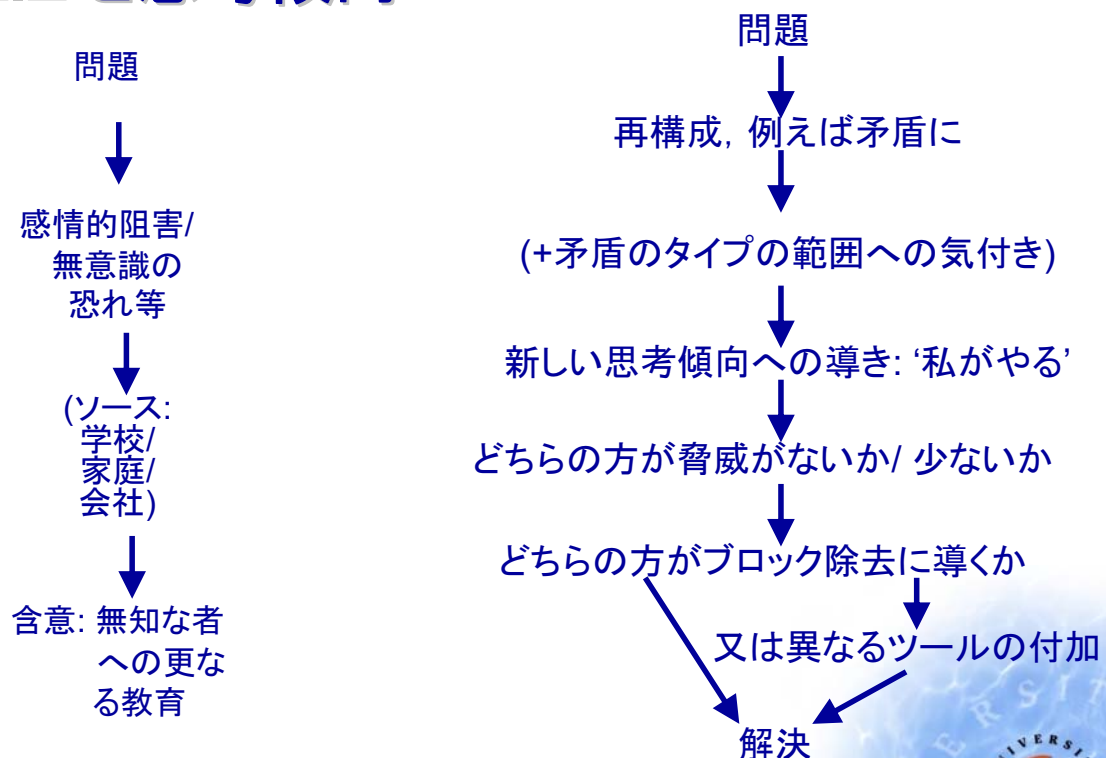 と思考傾向
問題
感情的阻害/
無意識の
恐れ等
(ソース:
学校/
家庭/
会社)
含意: 無知な者
への更な
る教育
問題
再構成, 例えば矛盾に
(+矛盾のタイプの範囲への気付き)
新しい思考傾向への導き: ‘私がやる’
どちらの方が脅威がないか/ 少ないか
どちらの方がブロック除去に導くか
又は異なるツールの付加
解決